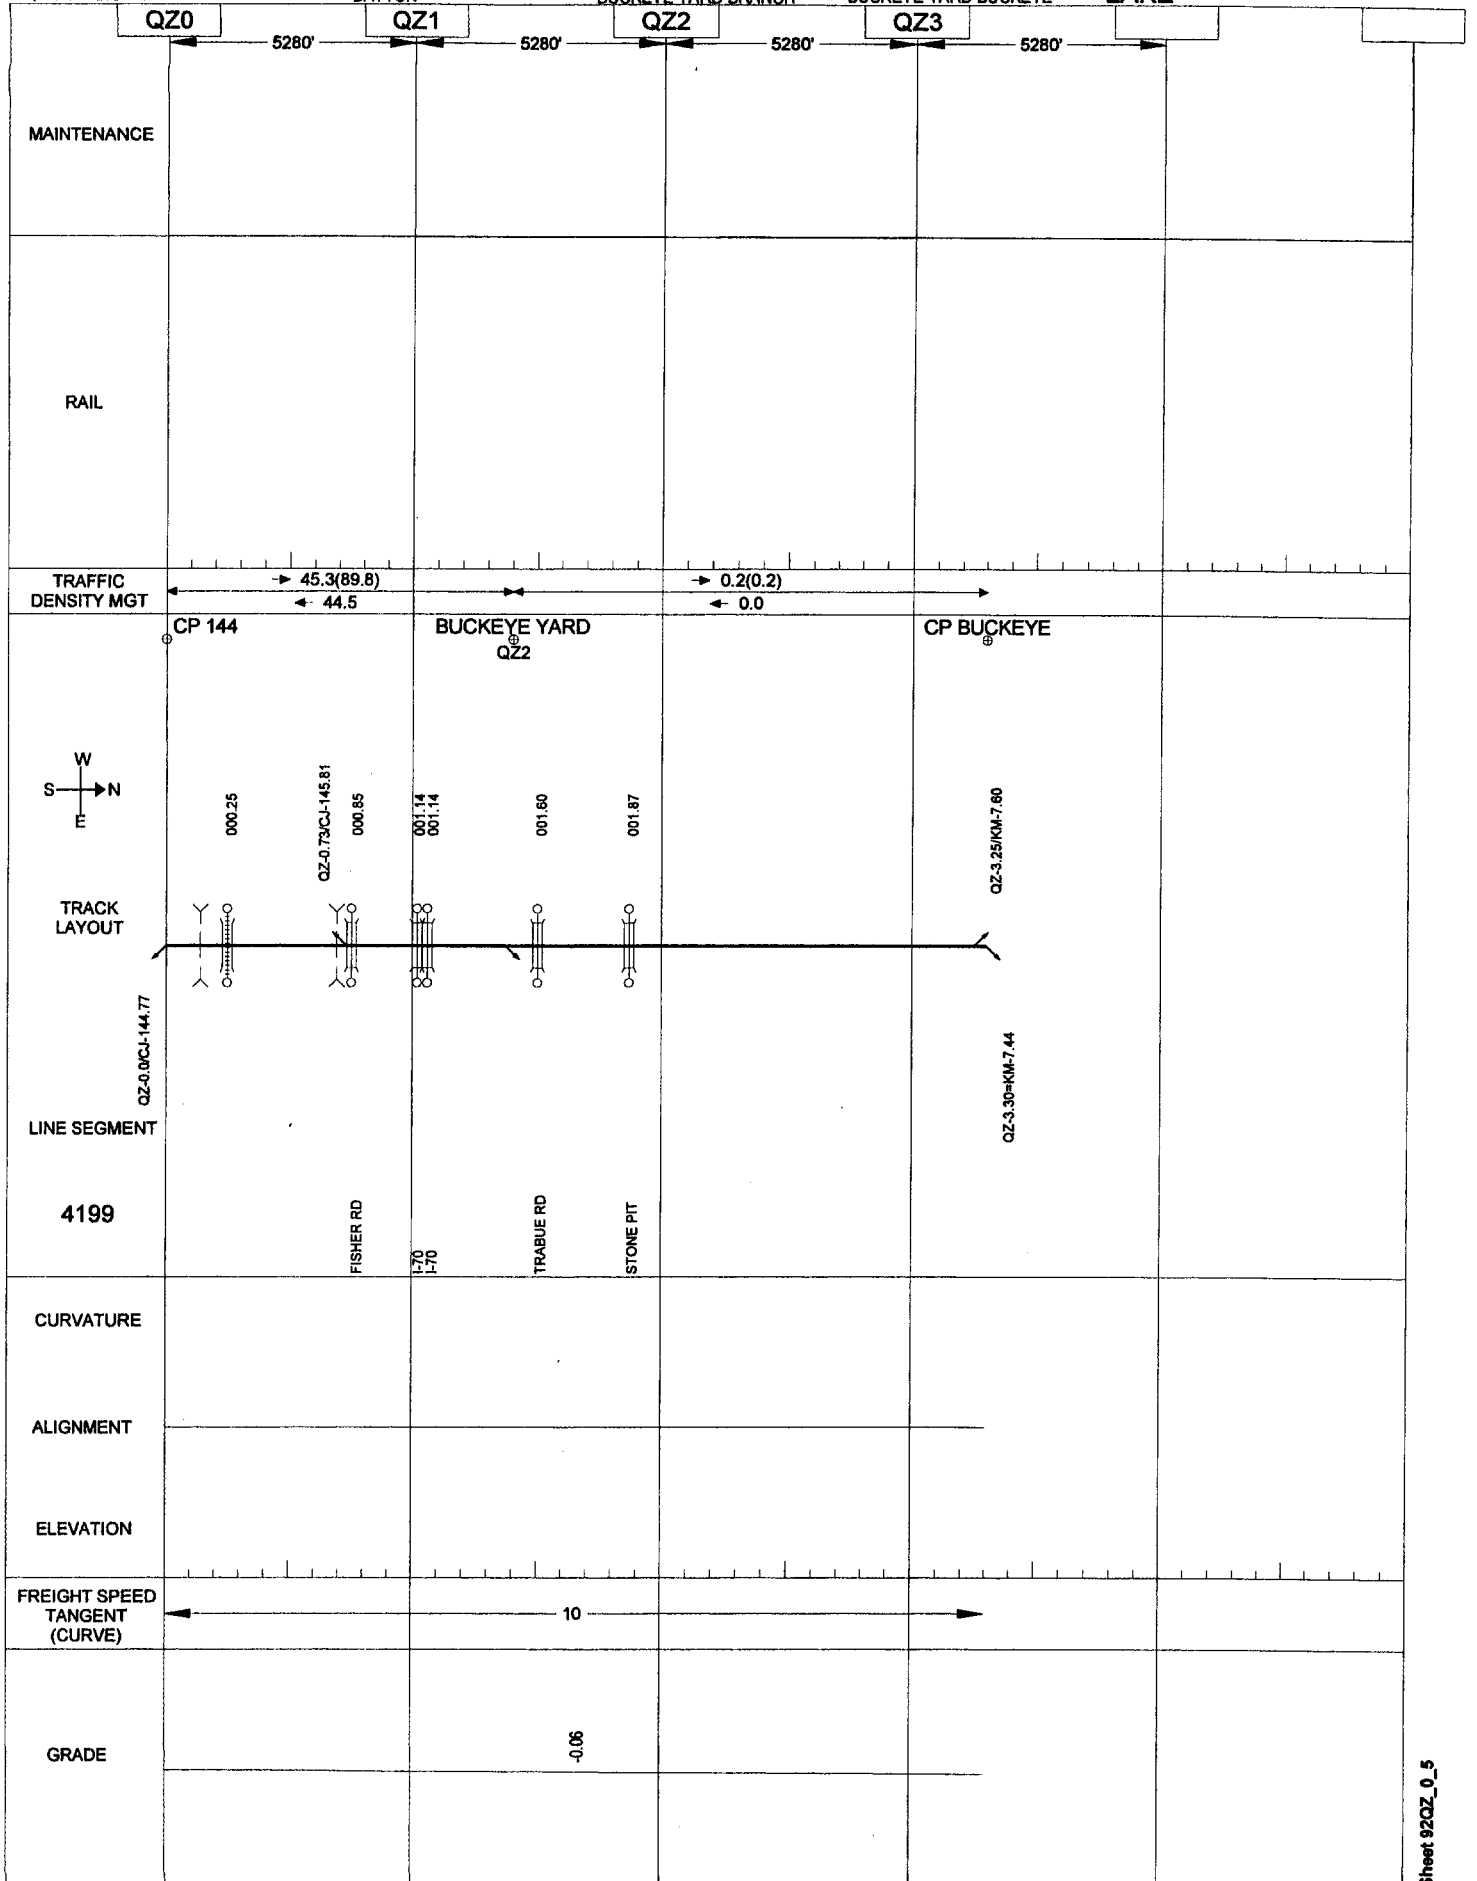 QZ0 QZ1 QZ2 QZ3
5280' 5280' 5280' 5280'
MAINTENANCE
RAIL
TRAFFIC
DENSITY MGT
45.3(89.8) 0.2(0.2)
44.5 0.0
CP 144 BUCKEYE YARD CP BUCKEYE
QZ2
W
S N
E
000.25
QZ-0.73/CJ-145.81
000.85
001.14
001.14
001.60
001.87
QZ-3.25/KM-7.60
TRACK
LAYOUT
QZ-0.0/CJ-144.77
QZ-3.30=KM-7.44
LINE SEGMENT
4199
FISHER RD
I-70
I-70
TRABUE RD
STONE PIT
CURVATURE
ALIGNMENT
ELEVATION
FREIGHT SPEED
TANGENT
(CURVE)
10
GRADE
-0.06
Sheet 92QZ_0_5